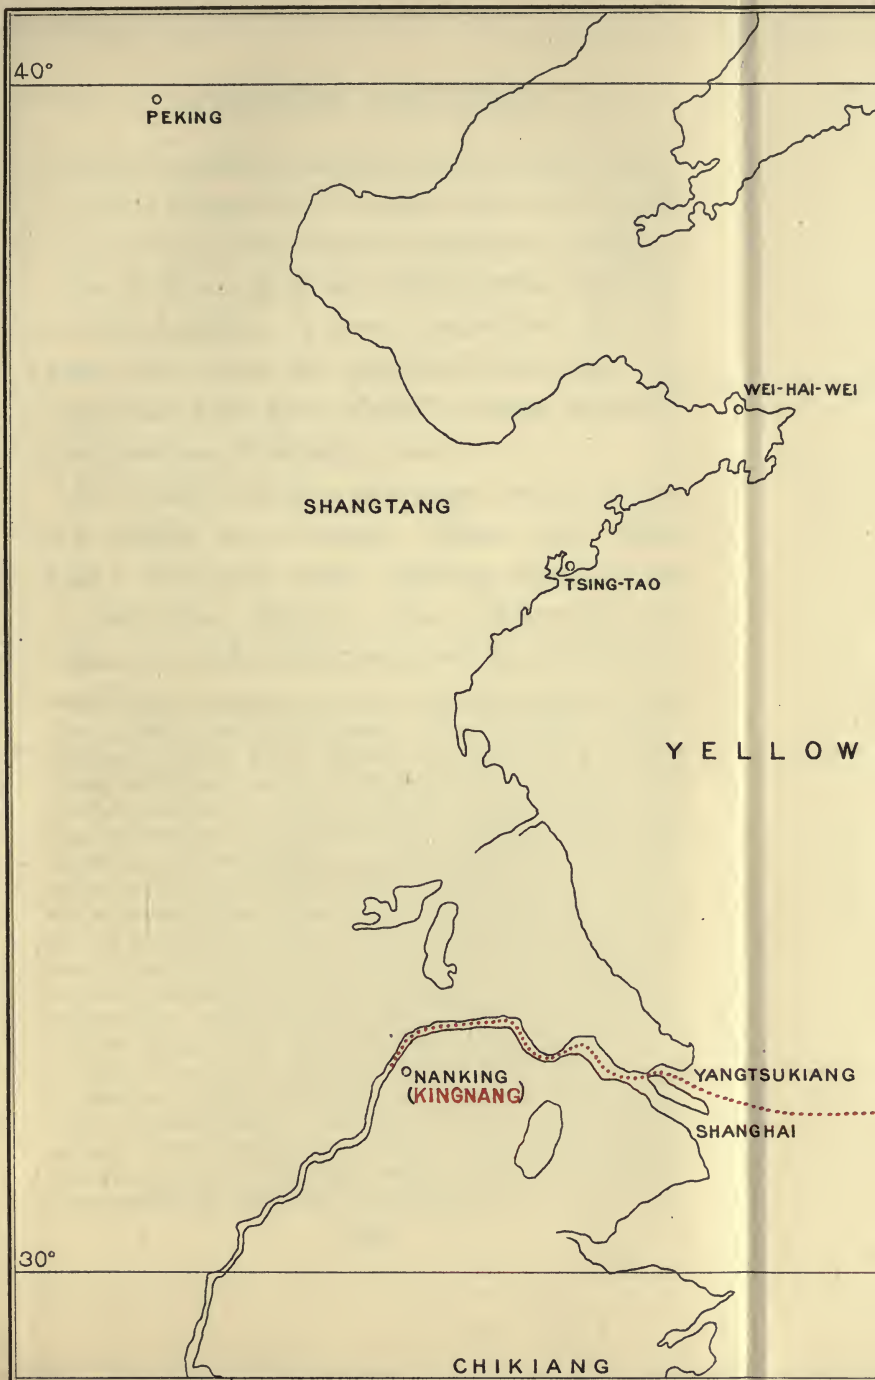 40°
PEKING
WEI-HAI-WEI
SHANGTANG
TSING-TAO
YELLOW
NANKING
(KINGNANG)
YANGTSUKIANG
SHANGHAI
30°
CHIKIANG